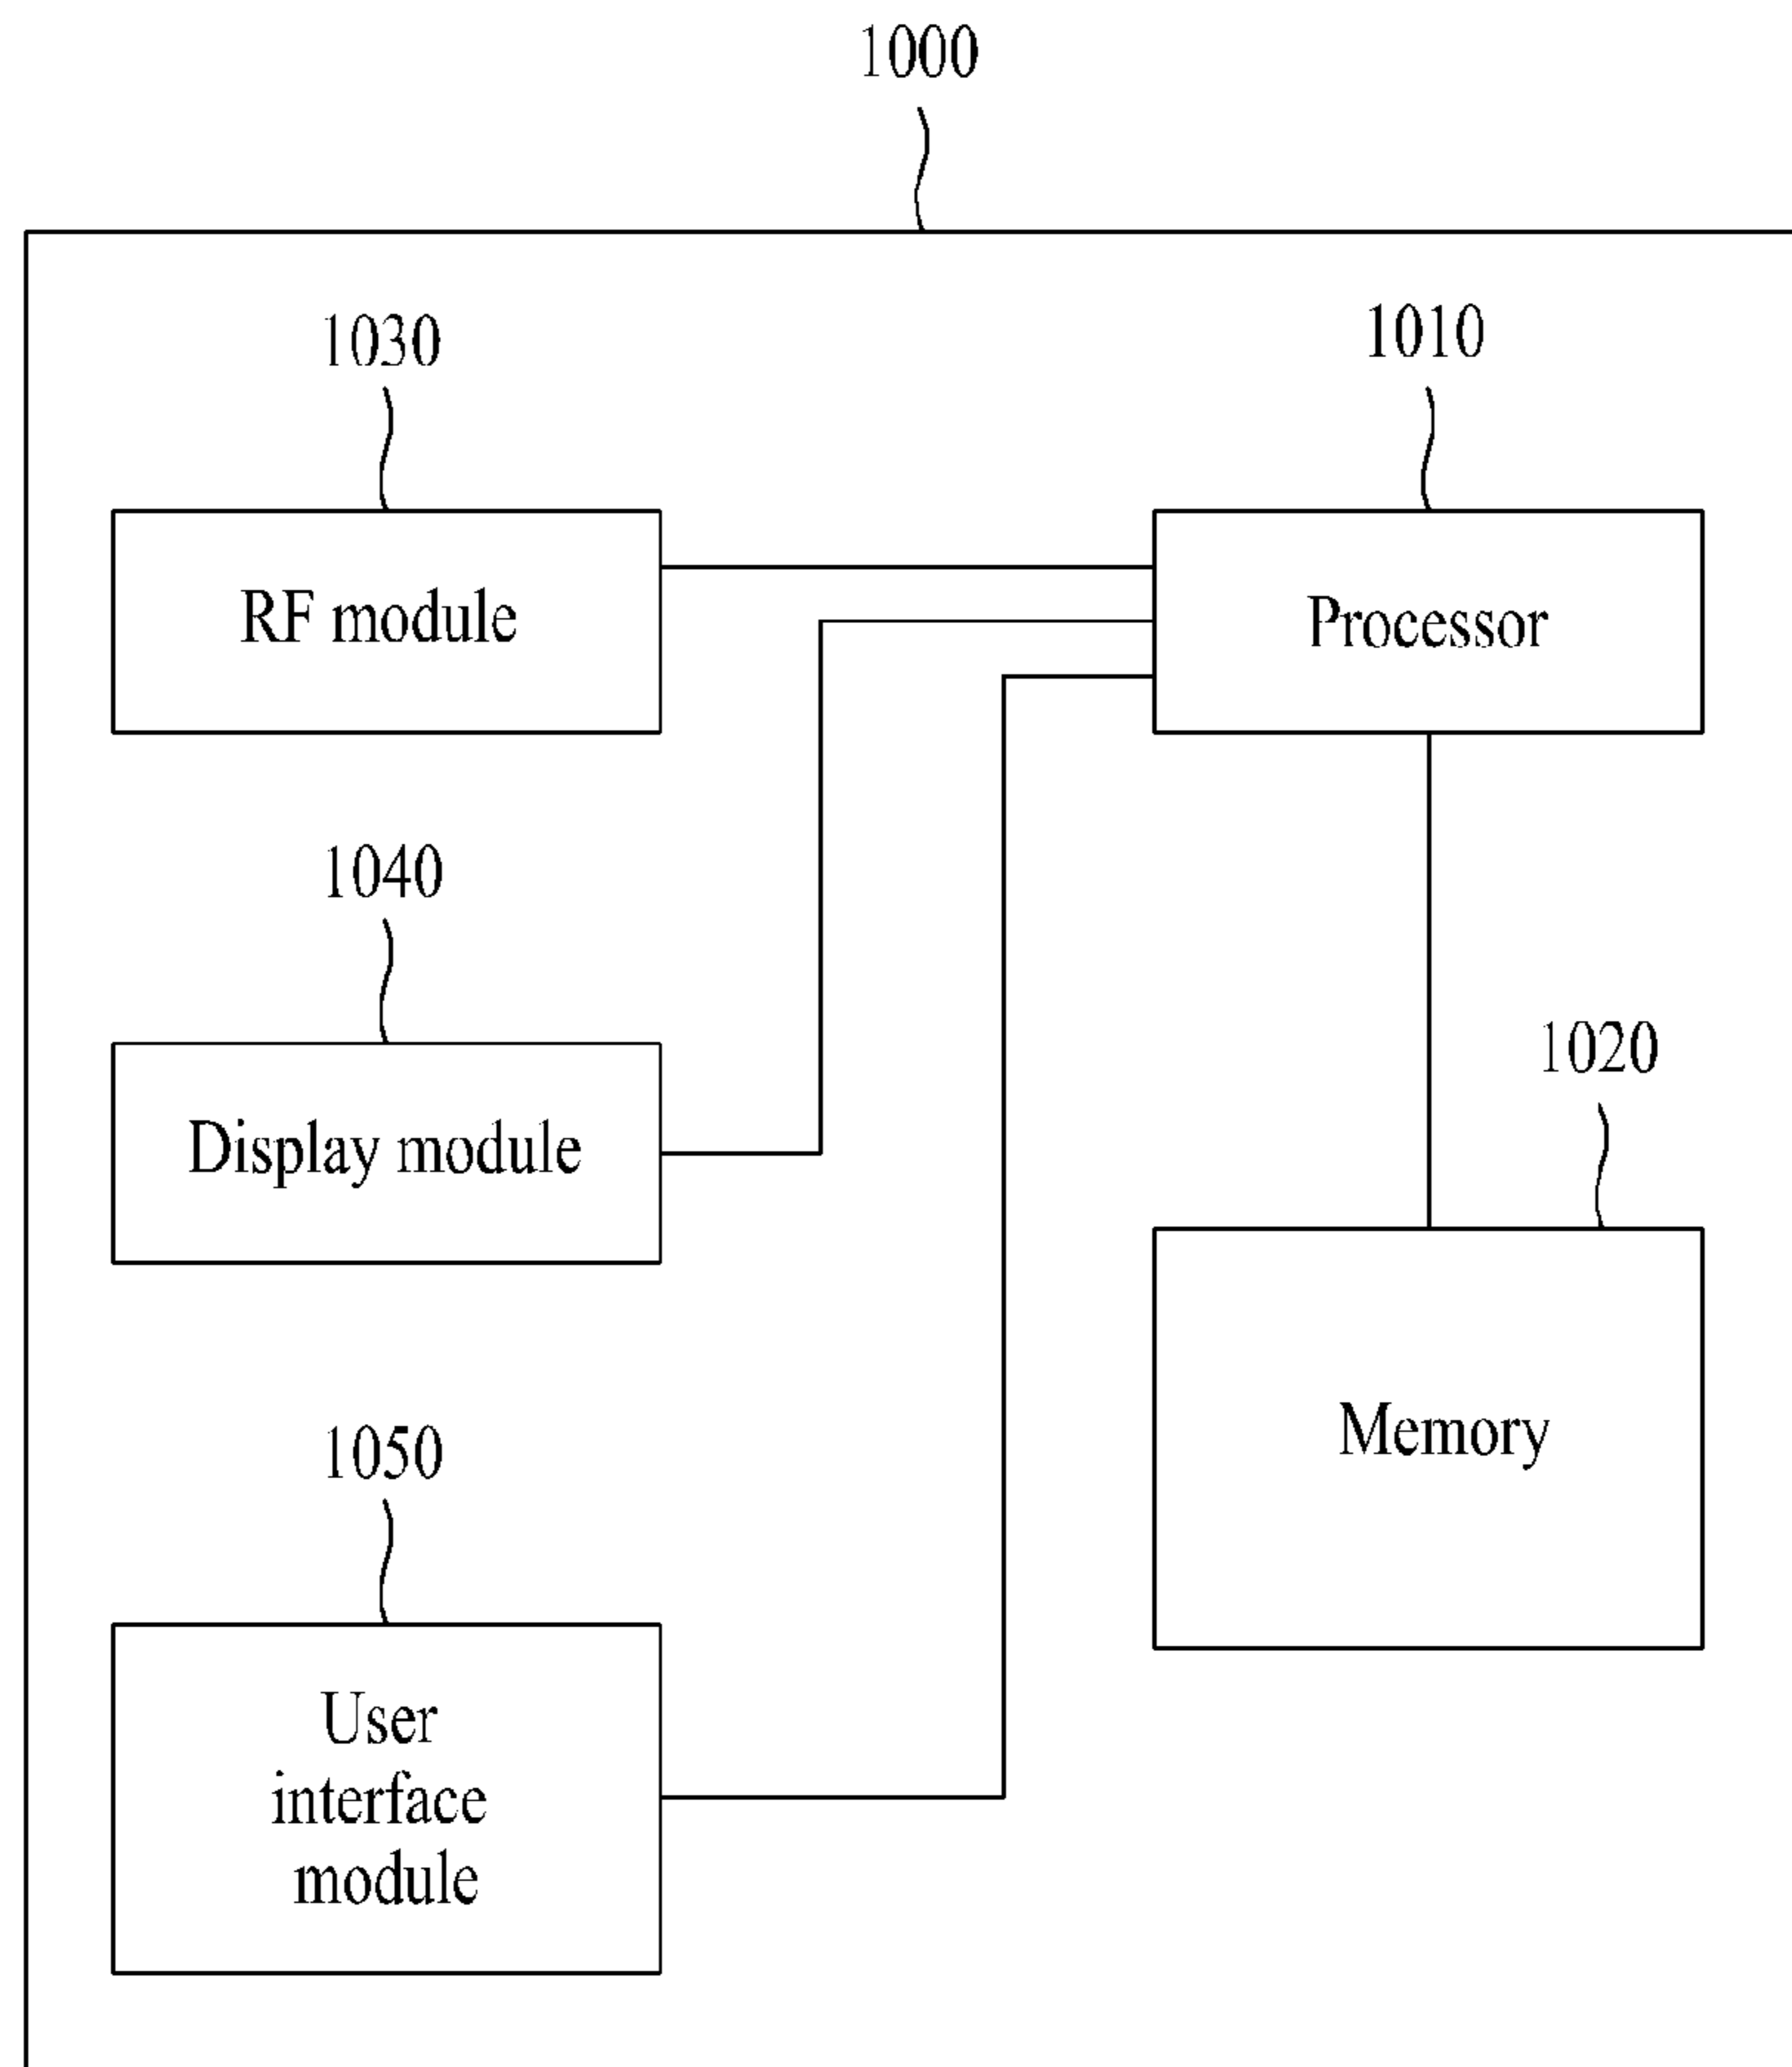 1000
1030
1010
RF module
Processor
1040
1020
Display module
Memory
1050
User
interface
module